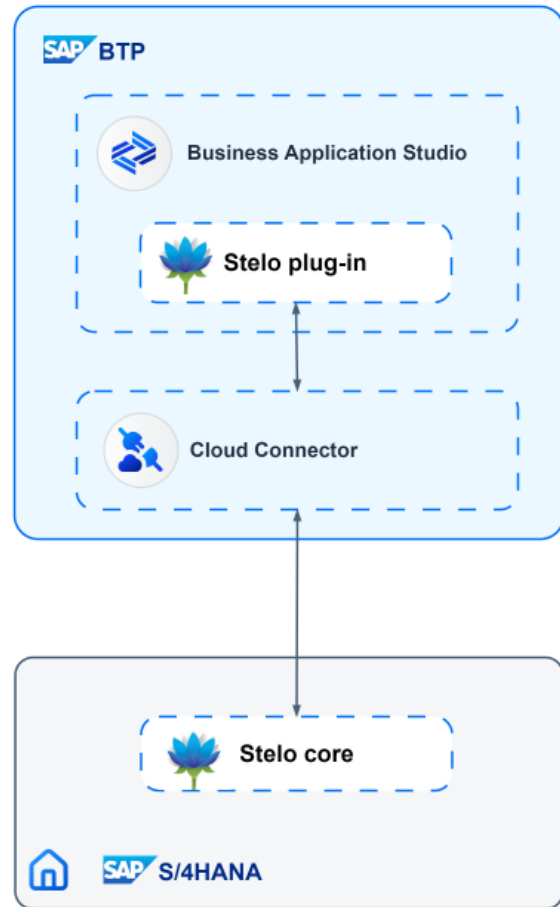 SAP BTP
Business Application Studio
Stelo plug-in
Cloud Connector
Stelo core
SAP S/4HANA